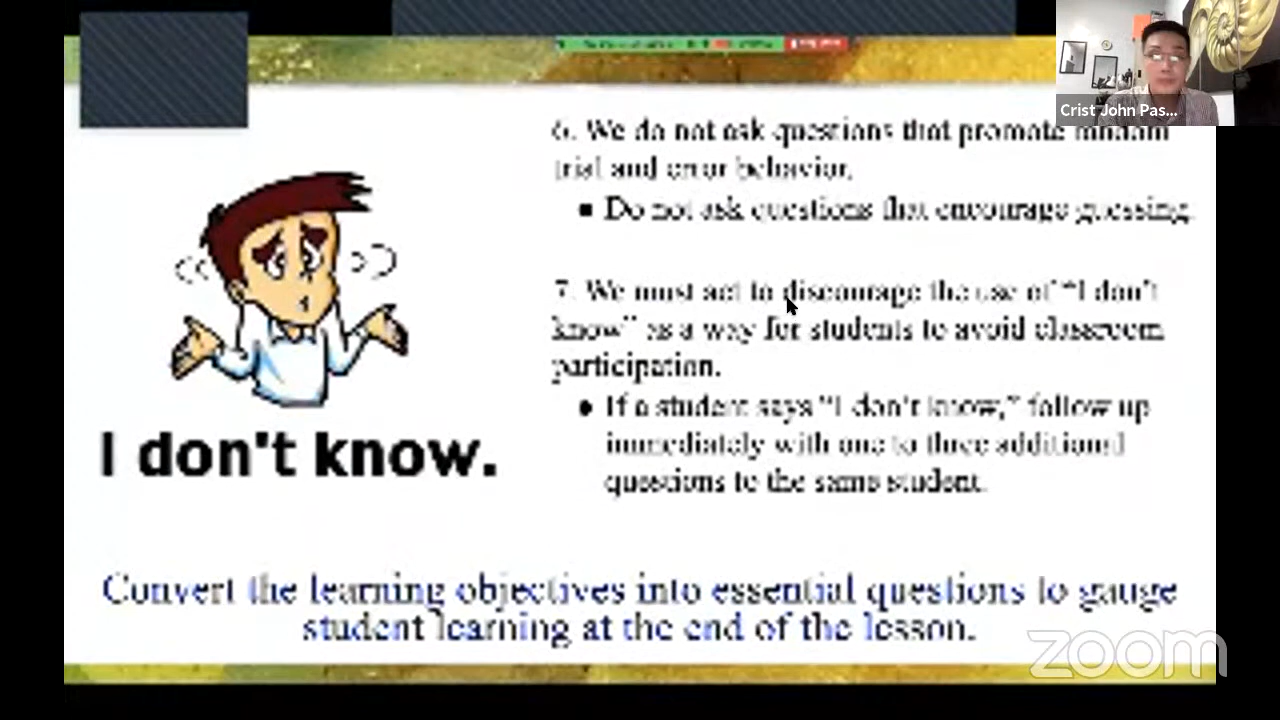 Crist John Pas...
6. We do not ask questions that promote random
trial and error behavior.
■ Do not ask questions that encourage guessing.
7. We must act to discourage the use of “I don't
know” as a way for students to avoid classroom
participation.
● If a student says “I don't know,” follow up
immediately with one to three additional
questions to the same student.
I don't know.
Convert the learning objectives into essential questions to gauge
student learning at the end of the lesson.
zoom